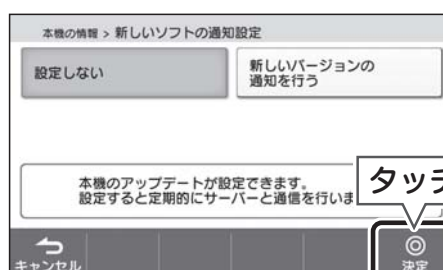 本機の情報 > 新しいソフトの通知設定
設定しない
新しいバージョンの
通知を行う
本機のアップデートが設定できます。
設定すると定期的にサーバーと通信を行いま
タッチ
キャンセル
決定